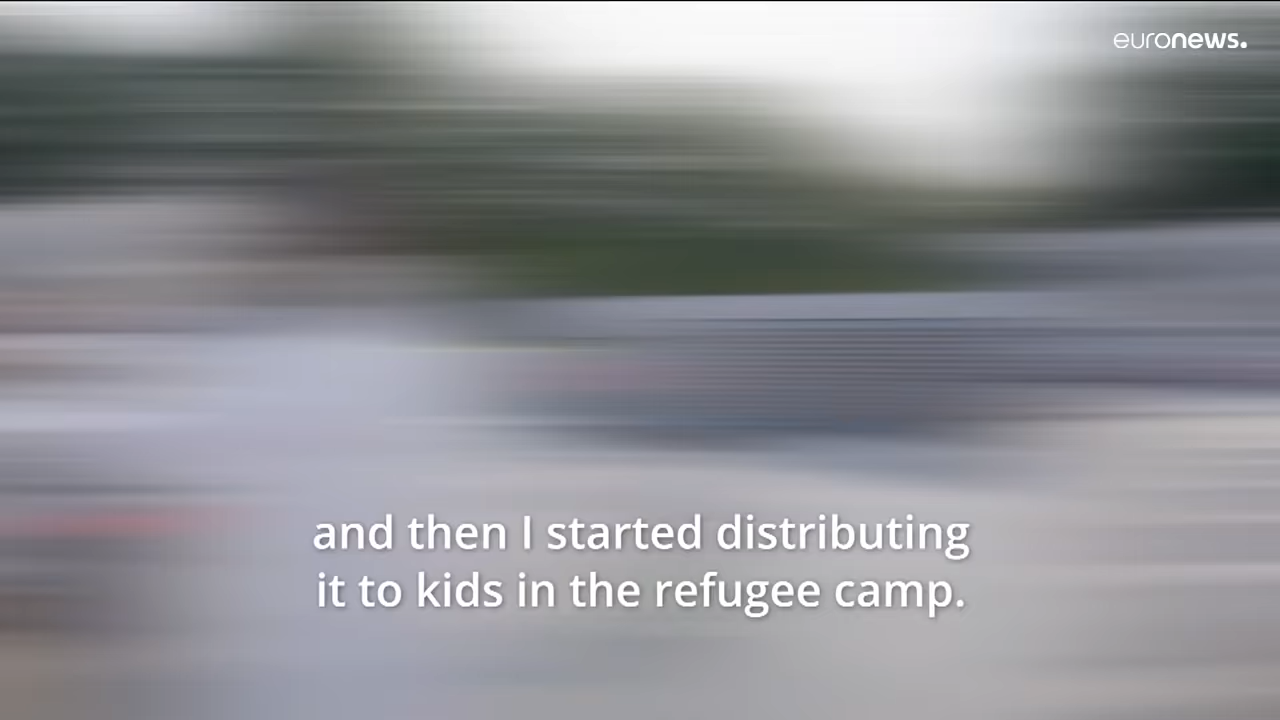 euronews.
and then I started distributing
it to kids in the refugee camp.